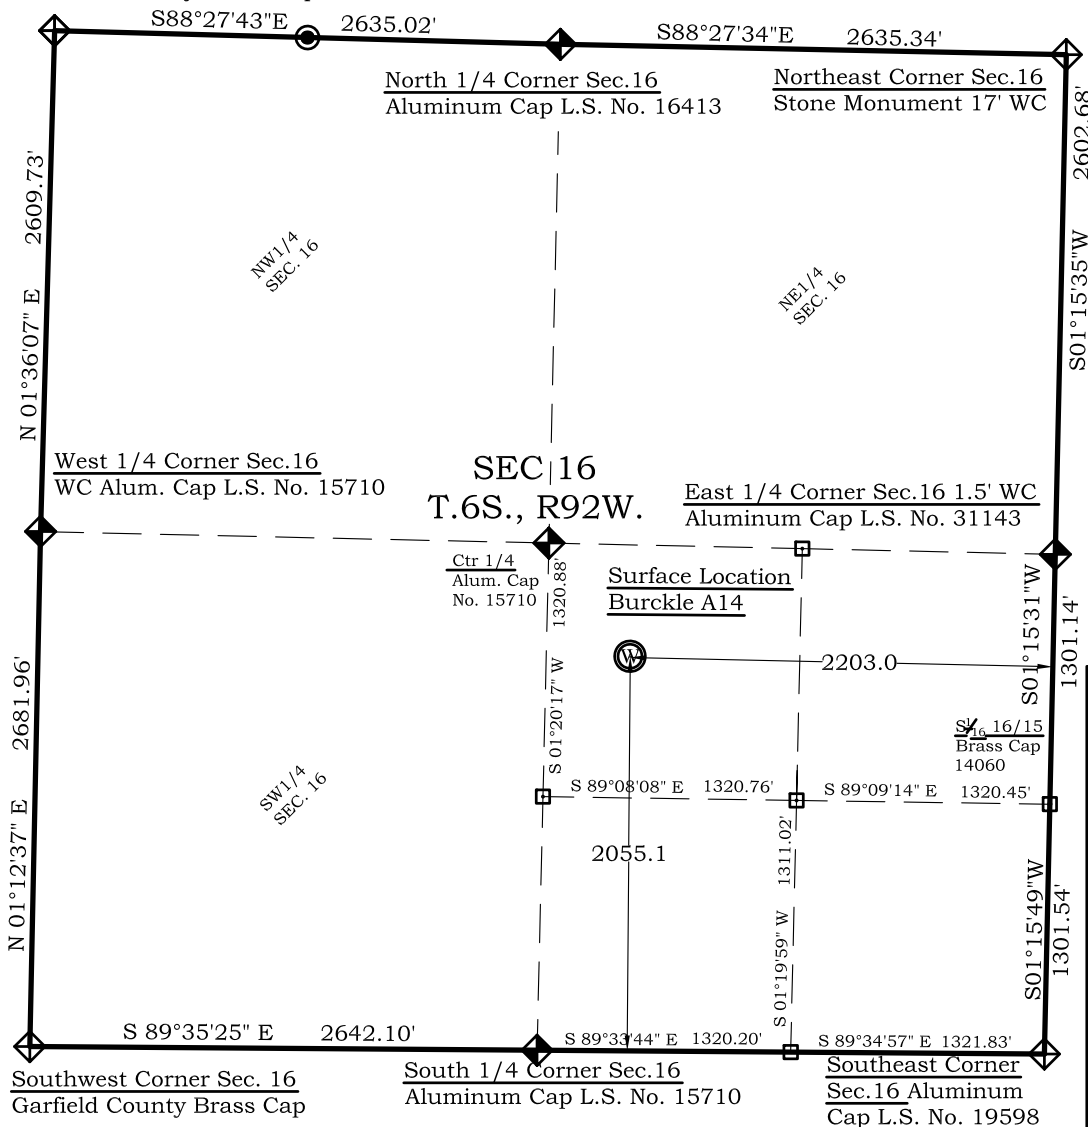 S88°27'43"E 2635.02'
S88°27'34"E 2635.34'
North 1/4 Corner Sec.16
Aluminum Cap L.S. No. 16413
Northeast Corner Sec.16
Stone Monument 17' WC
2609.73'
N 01°36'07" E
2602.68'
S01°15'35"W
NW1/4
SEC. 16
NE1/4
SEC. 16
West 1/4 Corner Sec.16
WC Alum. Cap L.S. No. 15710
SEC 16
T.6S., R92W.
East 1/4 Corner Sec.16 1.5' WC
Aluminum Cap L.S. No. 31143
Ctr 1/4
Alum. Cap
No. 15710
1320.88'
S 01°20'17" W
Surface Location
Burckle A14
W
2203.0
S01°15'31"W
1301.14'
2681.96'
N 01°12'37" E
SW1/4
SEC. 16
S 1/16 16/15
Brass Cap
14060
S 89°08'08" E 1320.76'
S 89°09'14" E 1320.45'
2055.1
1311.02'
S 01°19'59" W
S01°15'49"W
1301.54'
S 89°35'25" E 2642.10'
S 89°33'44" E 1320.20'
S 89°34'57" E 1321.83'
Southwest Corner Sec. 16
Garfield County Brass Cap
South 1/4 Corner Sec.16
Aluminum Cap L.S. No. 15710
Southeast Corner
Sec.16 Aluminum
Cap L.S. No. 19598